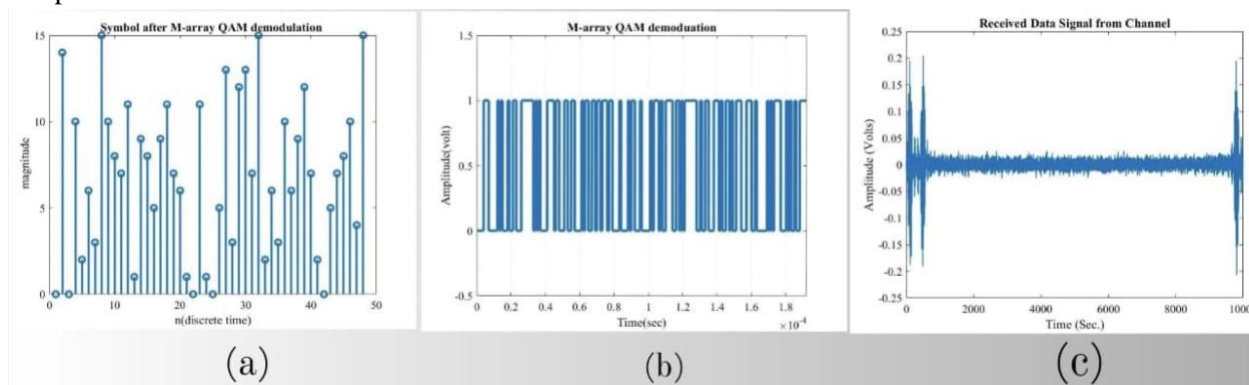 Symbol after M-array QAM demodulation
15
10
5
0
magnitude
0 10 20 30 40 50
n(discrete time)
(a)
M-array QAM demoduation
1.5
1
0.5
0
-0.5
Amplitude(volt)
0 0.2 0.4 0.6 0.8 1 1.2 1.4 1.6 1.8
×10-4
Time(sec)
(b)
Received Data Signal from Channel
0.25
0.2
0.15
0.1
0.05
0
-0.05
-0.1
-0.15
-0.2
-0.25
Amplitude (Volts)
0 2000 4000 6000 8000 1000
Time (Sec.)
(c)